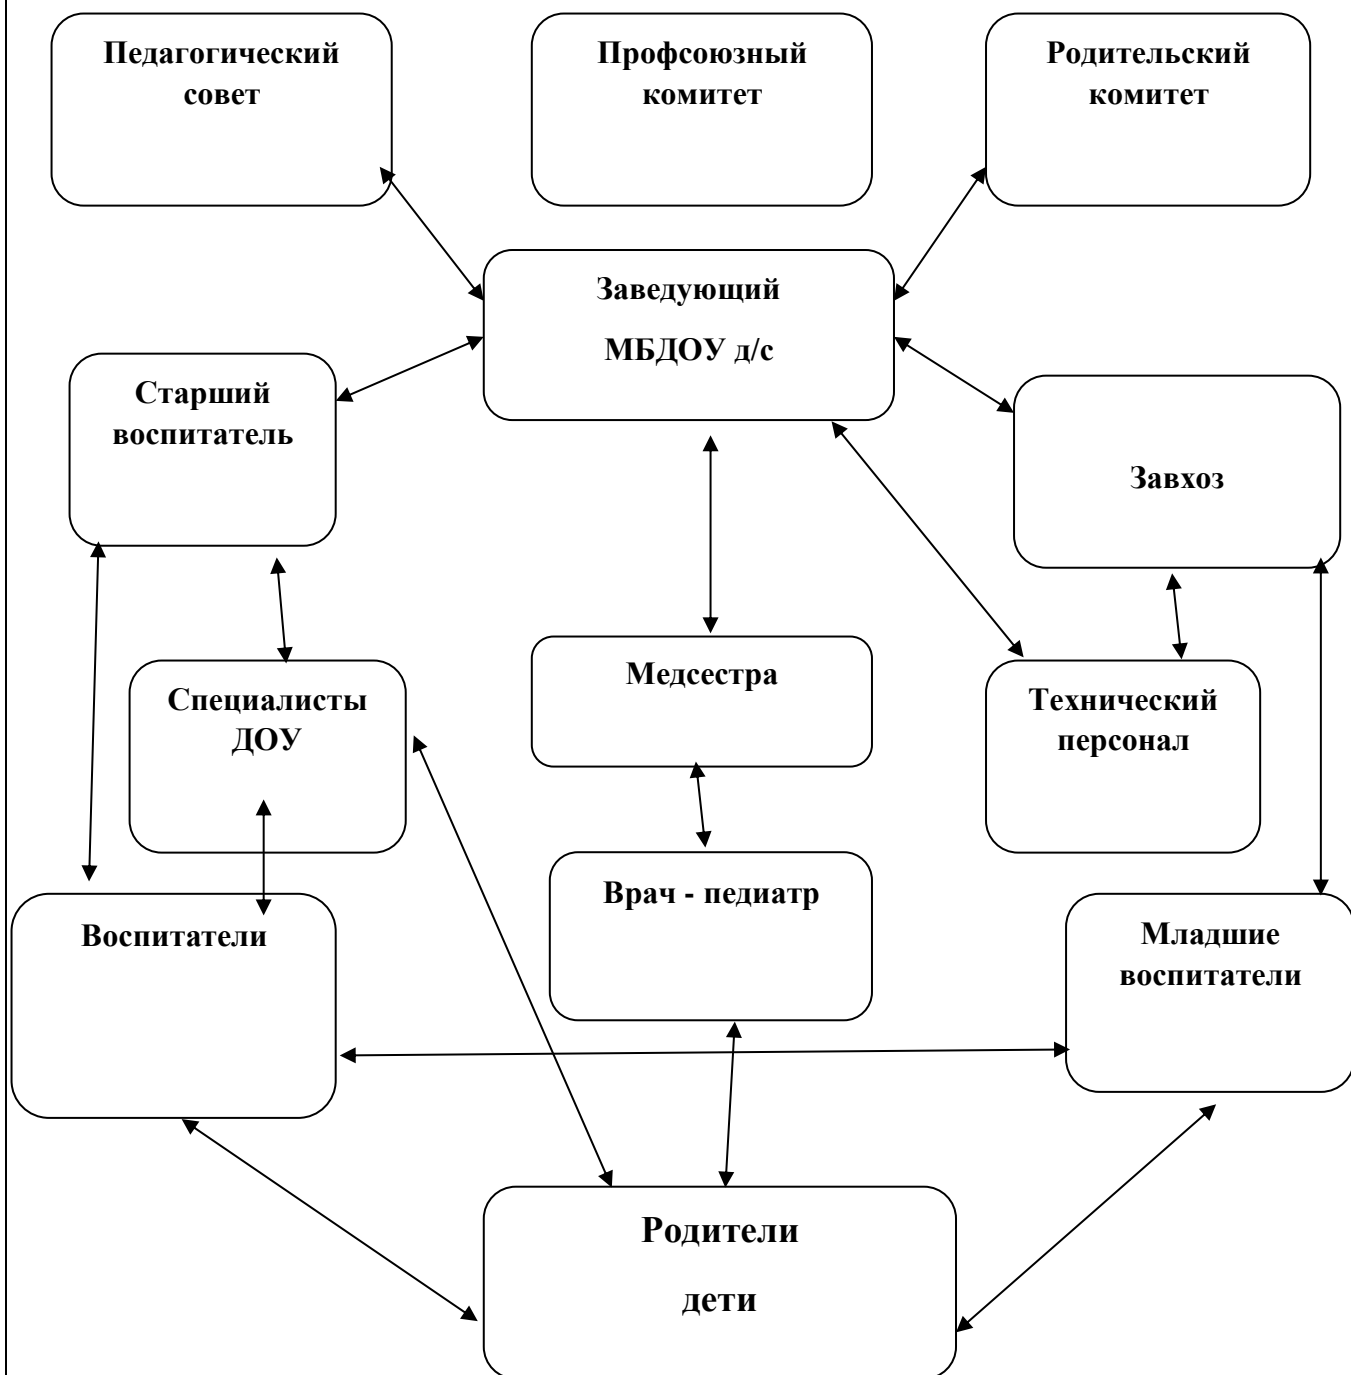 Педагогический
совет
Профсоюзный
комитет
Родительский
комитет
Заведующий
МБДОУ д/с
Старший
воспитатель
Завхоз
Специалисты
ДОУ
Медсестра
Технический
персонал
Воспитатели
Врач - педиатр
Младшие
воспитатели
Родители
дети